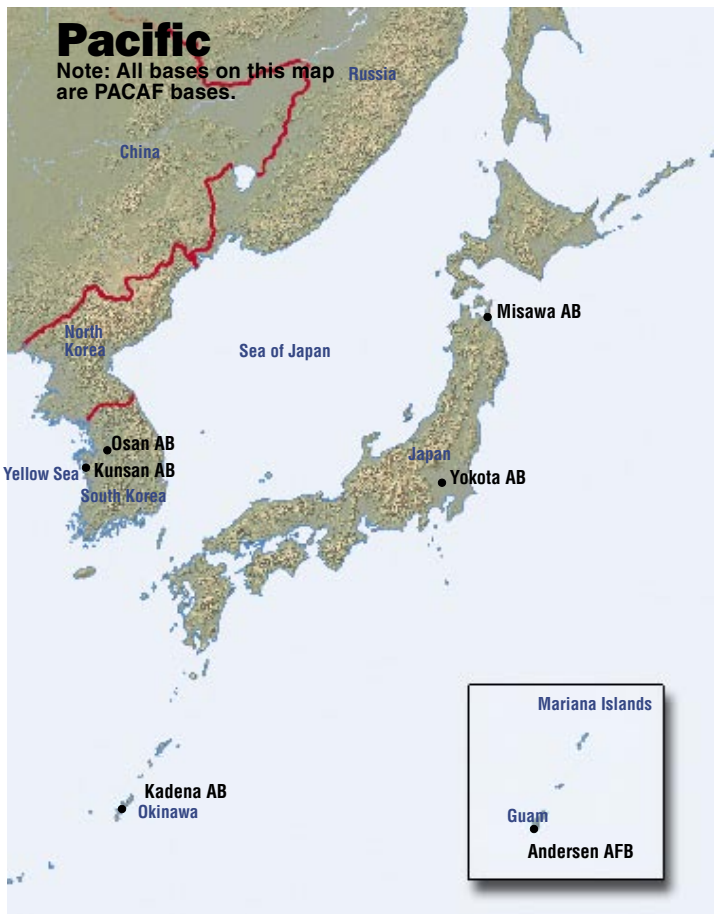 Pacific
Note: All bases on this map
are PACAF bases.
Russia
China
Misawa AB
North
Korea
Sea of Japan
Osan AB
Japan
Yellow Sea
Kunsan AB
Yokota AB
South Korea
Mariana Islands
Kadena AB
Okinawa
Guam
Andersen AFB